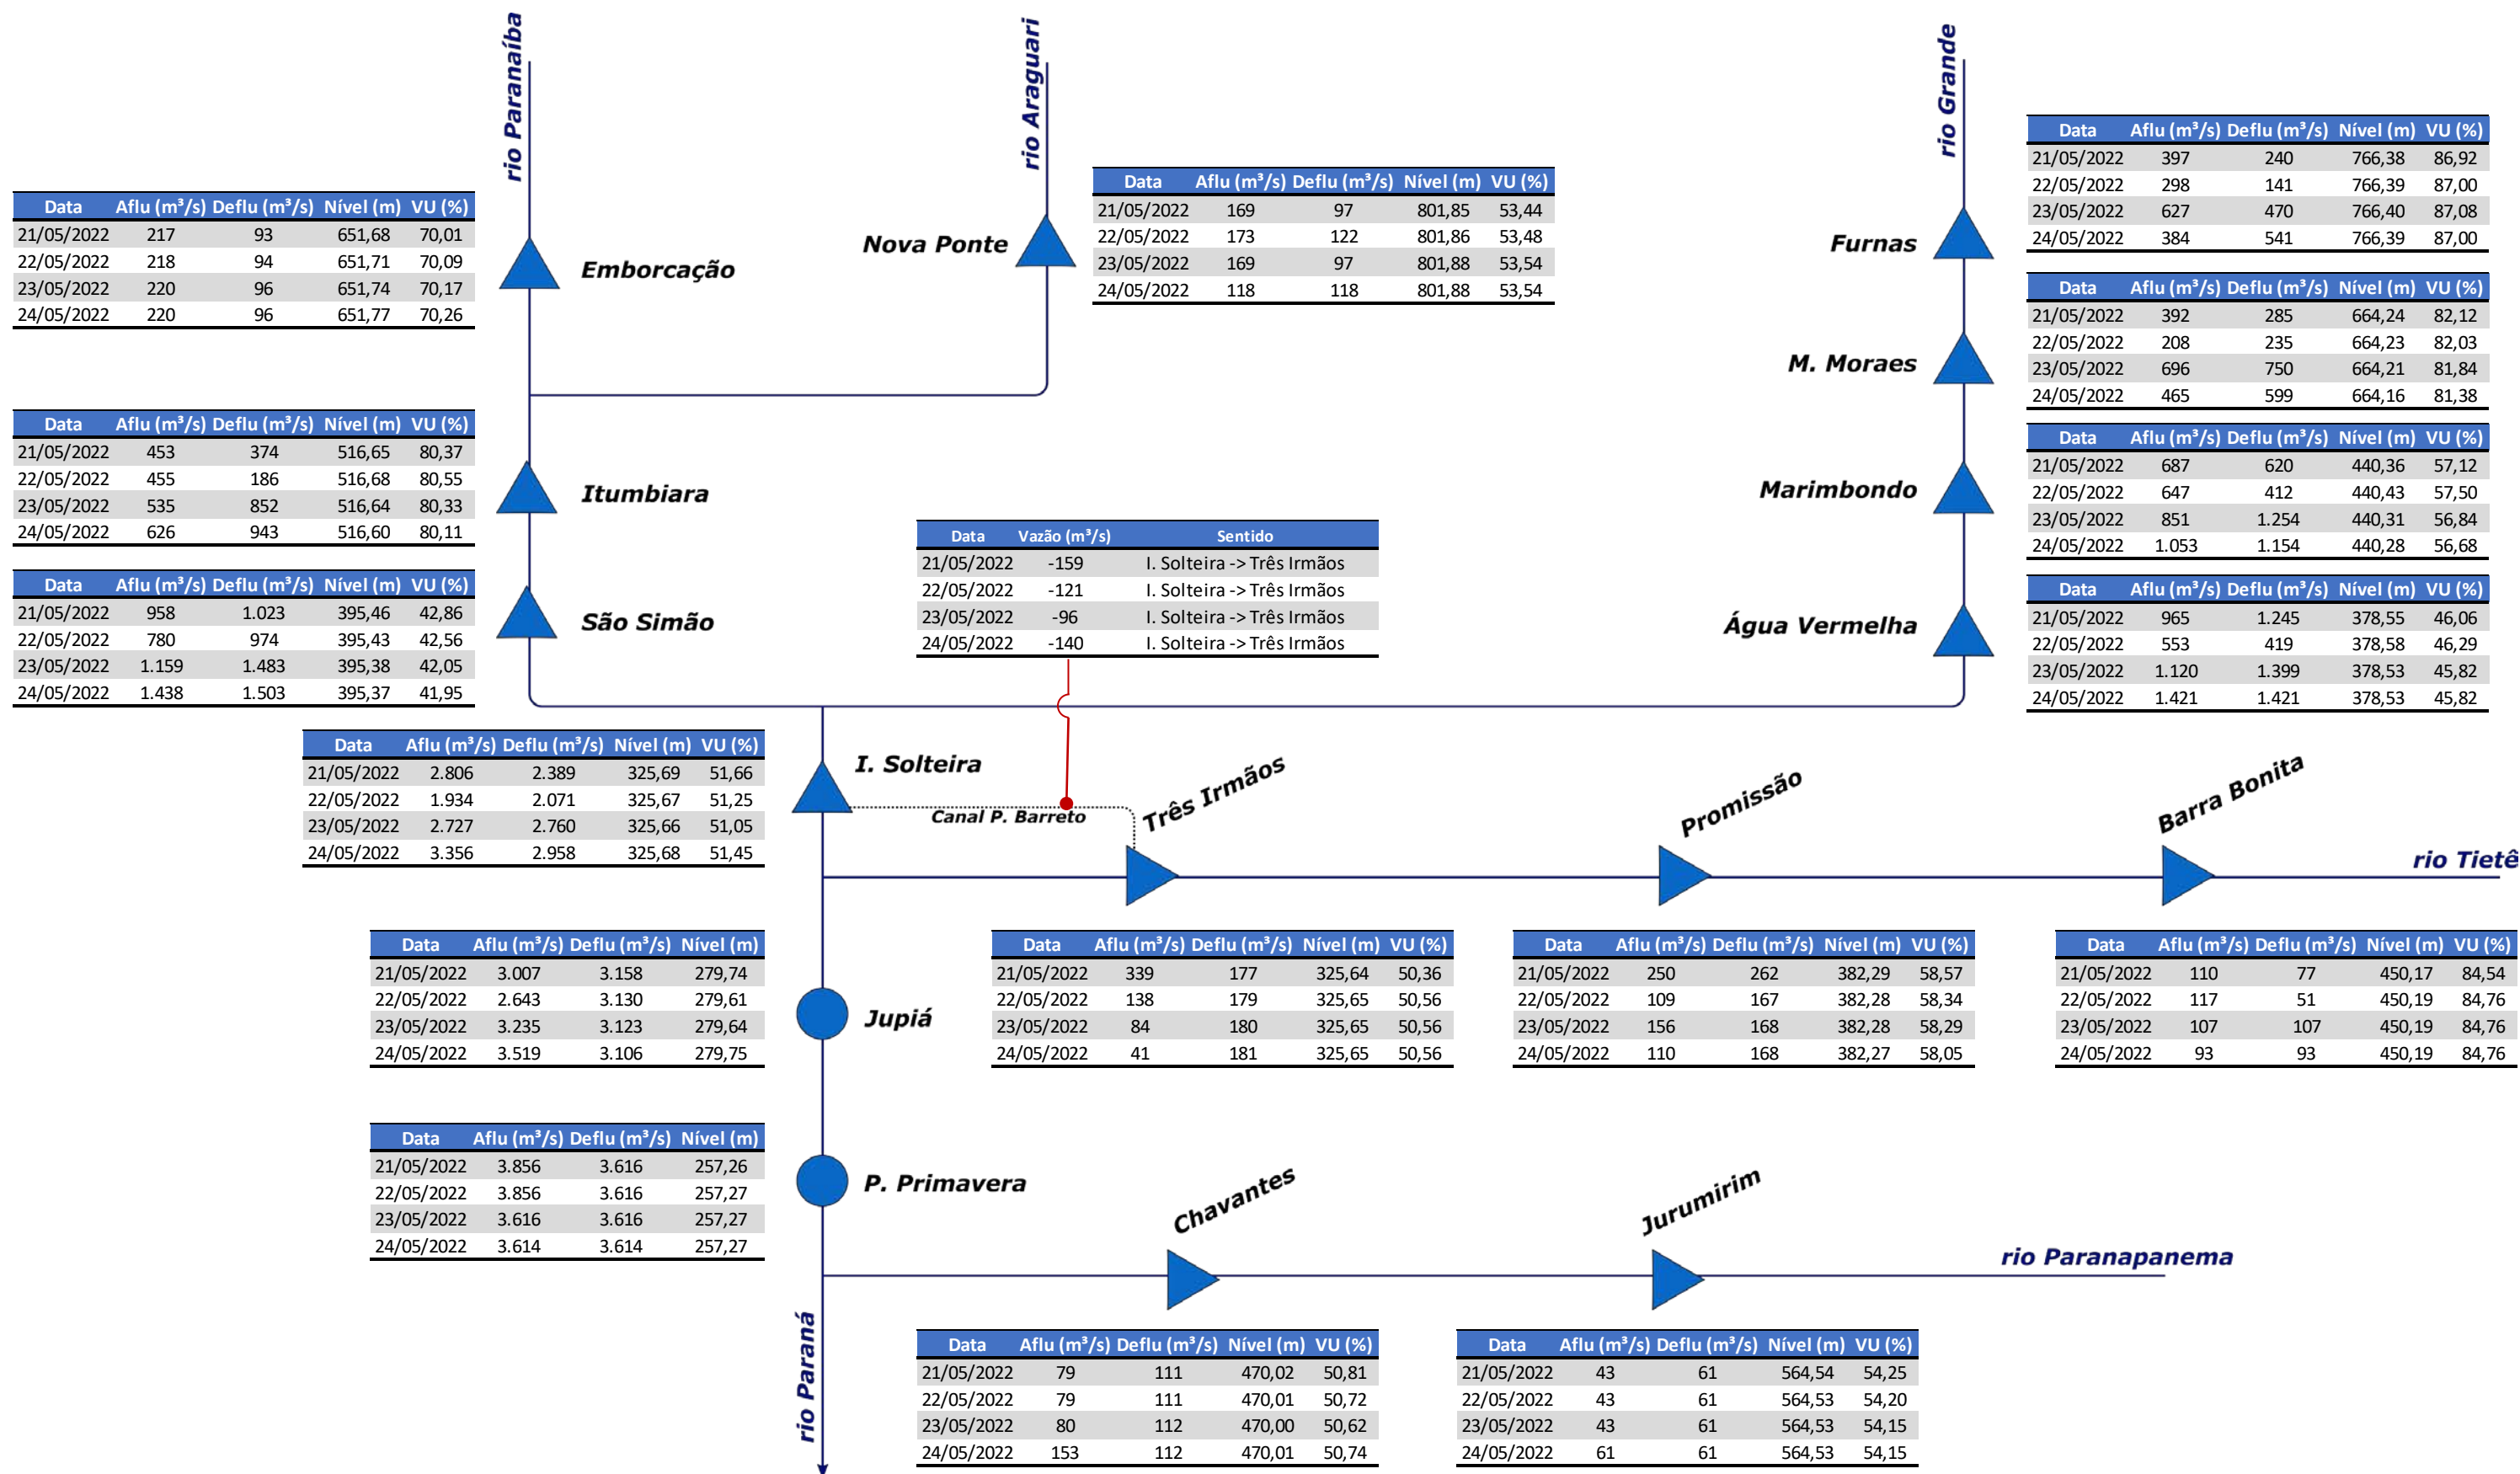 rio Paranaíba
rio Araguari
rio Grande
Data Aflu (m³/s) Deflu (m³/s) Nível (m) VU (%)
21/05/2022 217 93 651,68 70,01
22/05/2022 218 94 651,71 70,09
23/05/2022 220 96 651,74 70,17
24/05/2022 220 96 651,77 70,26
Emborcação
Nova Ponte
Data Aflu (m³/s) Deflu (m³/s) Nível (m) VU (%)
21/05/2022 169 97 801,85 53,44
22/05/2022 173 122 801,86 53,48
23/05/2022 169 97 801,88 53,54
24/05/2022 118 118 801,88 53,54
Furnas
Data Aflu (m³/s) Deflu (m³/s) Nível (m) VU (%)
21/05/2022 397 240 766,38 86,92
22/05/2022 298 141 766,39 87,00
23/05/2022 627 470 766,40 87,08
24/05/2022 384 541 766,39 87,00
M. Moraes
Data Aflu (m³/s) Deflu (m³/s) Nível (m) VU (%)
21/05/2022 392 285 664,24 82,12
22/05/2022 208 235 664,23 82,03
23/05/2022 696 750 664,21 81,84
24/05/2022 465 599 664,16 81,38
Data Aflu (m³/s) Deflu (m³/s) Nível (m) VU (%)
21/05/2022 453 374 516,65 80,37
22/05/2022 455 186 516,68 80,55
23/05/2022 535 852 516,64 80,33
24/05/2022 626 943 516,60 80,11
Itumbiara
Marimbondo
Data Aflu (m³/s) Deflu (m³/s) Nível (m) VU (%)
21/05/2022 687 620 440,36 57,12
22/05/2022 647 412 440,43 57,50
23/05/2022 851 1.254 440,31 56,84
24/05/2022 1.053 1.154 440,28 56,68
Data Aflu (m³/s) Deflu (m³/s) Nível (m) VU (%)
21/05/2022 958 1.023 395,46 42,86
22/05/2022 780 974 395,43 42,56
23/05/2022 1.159 1.483 395,38 42,05
24/05/2022 1.438 1.503 395,37 41,95
São Simão
Data Vazão (m³/s) Sentido
21/05/2022 -159 I. Solteira -> Três Irmãos
22/05/2022 -121 I. Solteira -> Três Irmãos
23/05/2022 -96 I. Solteira -> Três Irmãos
24/05/2022 -140 I. Solteira -> Três Irmãos
Água Vermelha
Data Aflu (m³/s) Deflu (m³/s) Nível (m) VU (%)
21/05/2022 965 1.245 378,55 46,06
22/05/2022 553 419 378,58 46,29
23/05/2022 1.120 1.399 378,53 45,82
24/05/2022 1.421 1.421 378,53 45,82
Data Aflu (m³/s) Deflu (m³/s) Nível (m) VU (%)
21/05/2022 2.806 2.389 325,69 51,66
22/05/2022 1.934 2.071 325,67 51,25
23/05/2022 2.727 2.760 325,66 51,05
24/05/2022 3.356 2.958 325,68 51,45
I. Solteira
Canal P. Barreto
Três Irmãos
Promissão
Barra Bonita
rio Tietê
Data Aflu (m³/s) Deflu (m³/s) Nível (m)
21/05/2022 3.007 3.158 279,74
22/05/2022 2.643 3.130 279,61
23/05/2022 3.235 3.123 279,64
24/05/2022 3.519 3.106 279,75
Jupiá
Data Aflu (m³/s) Deflu (m³/s) Nível (m) VU (%)
21/05/2022 339 177 325,64 50,36
22/05/2022 138 179 325,65 50,56
23/05/2022 84 180 325,65 50,56
24/05/2022 41 181 325,65 50,56
Data Aflu (m³/s) Deflu (m³/s) Nível (m) VU (%)
21/05/2022 250 262 382,29 58,57
22/05/2022 109 167 382,28 58,34
23/05/2022 156 168 382,28 58,29
24/05/2022 110 168 382,27 58,05
Data Aflu (m³/s) Deflu (m³/s) Nível (m) VU (%)
21/05/2022 110 77 450,17 84,54
22/05/2022 117 51 450,19 84,76
23/05/2022 107 107 450,19 84,76
24/05/2022 93 93 450,19 84,76
Data Aflu (m³/s) Deflu (m³/s) Nível (m)
21/05/2022 3.856 3.616 257,26
22/05/2022 3.856 3.616 257,27
23/05/2022 3.616 3.616 257,27
24/05/2022 3.614 3.614 257,27
P. Primavera
Chavantes
Jurumirim
rio Paranapanema
rio Paraná
Data Aflu (m³/s) Deflu (m³/s) Nível (m) VU (%)
21/05/2022 79 111 470,02 50,81
22/05/2022 79 111 470,01 50,72
23/05/2022 80 112 470,00 50,62
24/05/2022 153 112 470,01 50,74
Data Aflu (m³/s) Deflu (m³/s) Nível (m) VU (%)
21/05/2022 43 61 564,54 54,25
22/05/2022 43 61 564,53 54,20
23/05/2022 43 61 564,53 54,15
24/05/2022 61 61 564,53 54,15